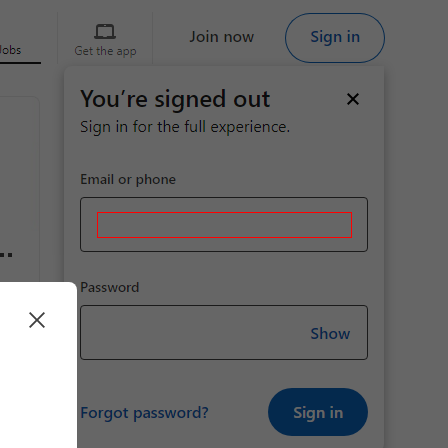 Jobs
Get the app
Join now
Sign in
You're signed out
Sign in for the full experience.
Email or phone
..
Password
Show
Forgot password?
Sign in